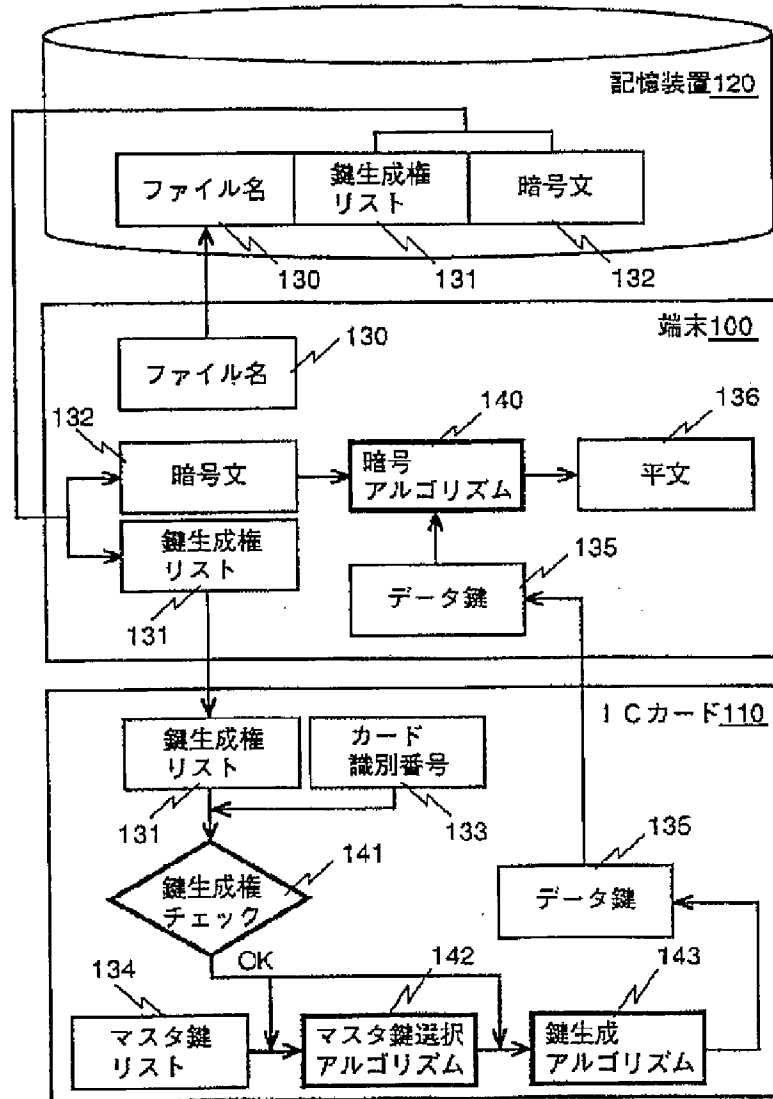 記憶装置120
ファイル名
鍵生成権
リスト
暗号文
130
131
132
端末100
ファイル名
130
132
暗号文
140
暗号
アルゴリズム
136
平文
鍵生成権
リスト
131
135
データ鍵
ICカード110
鍵生成権
リスト
131
カード
識別番号
133
141
鍵生成権
チェック
OK
135
データ鍵
134
マスタ鍵
リスト
142
マスタ鍵選択
アルゴリズム
143
鍵生成
アルゴリズム